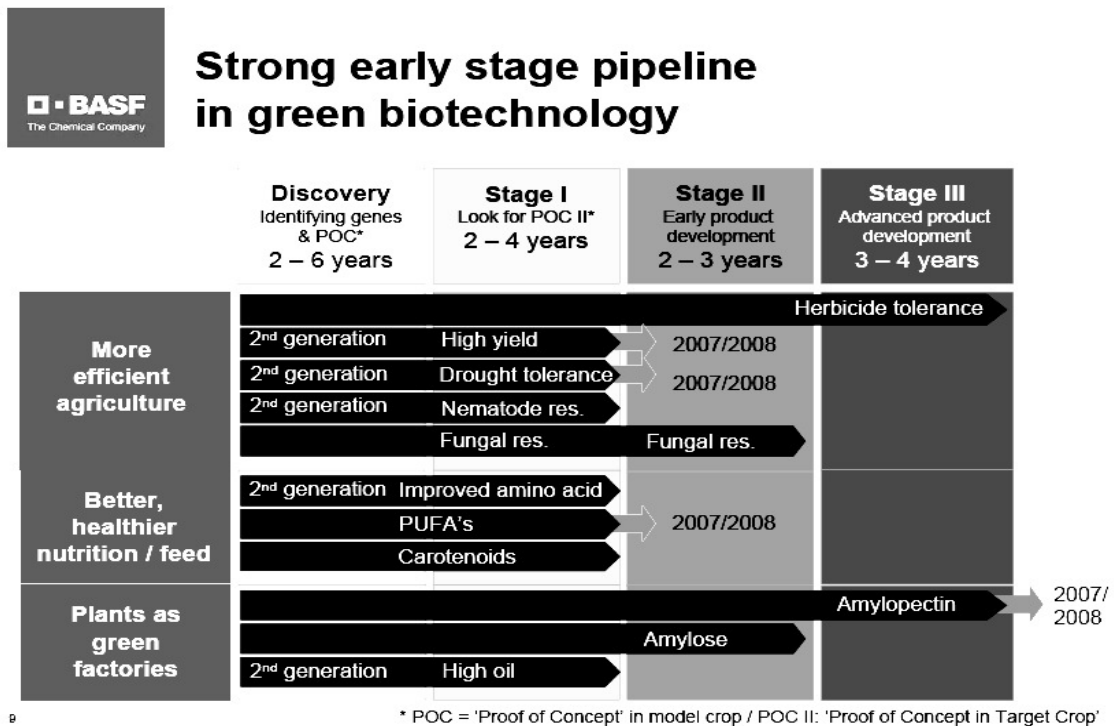 BASF
The Chemical Company
Strong early stage pipeline
in green biotechnology
Discovery
Identifying genes
& POC*
2 – 6 years
Stage I
Look for POC II*
2 – 4 years
Stage II
Early product
development
2 – 3 years
Stage III
Advanced product
development
3 – 4 years
More
efficient
agriculture
Herbicide tolerance
2nd generation High yield 2007/2008
2nd generation Drought tolerance 2007/2008
2nd generation Nematode res.
Fungal res. Fungal res.
Better,
healthier
nutrition / feed
2nd generation Improved amino acid
PUFA's 2007/2008
Carotenoids
Plants as
green
factories
Amylopectin 2007/
2008
Amylose
2nd generation High oil
9
* POC = 'Proof of Concept' in model crop / POC II: 'Proof of Concept in Target Crop'